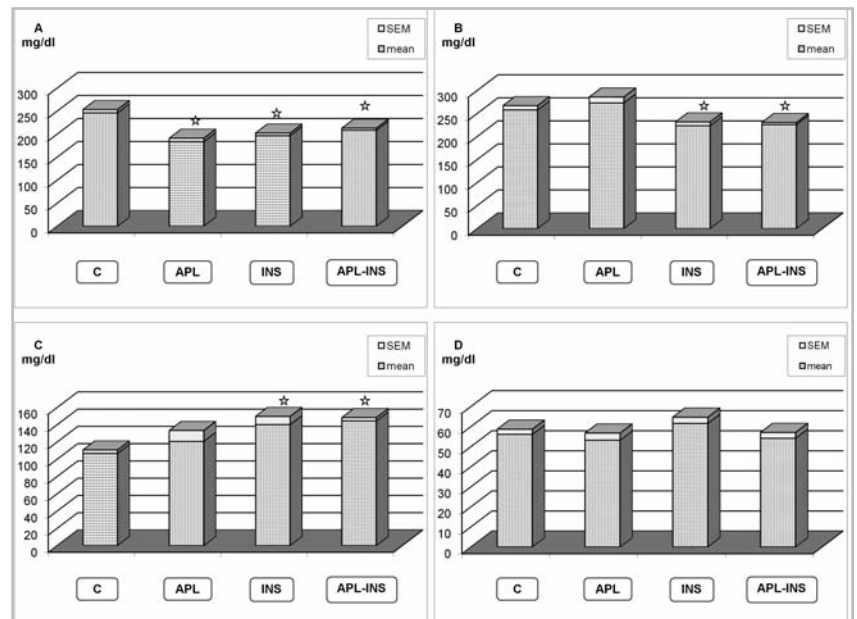 A
mg/dl
SEM
mean
300
250
200
150
100
50
0
☆ ☆ ☆
C APL INS APL-INS
B
mg/dl
SEM
mean
300
250
200
150
100
50
0
☆ ☆
C APL INS APL-INS
C
mg/dl
SEM
mean
160
140
120
100
80
60
40
20
0
☆ ☆
C APL INS APL-INS
D
mg/dl
SEM
mean
70
60
50
40
30
20
10
0
C APL INS APL-INS